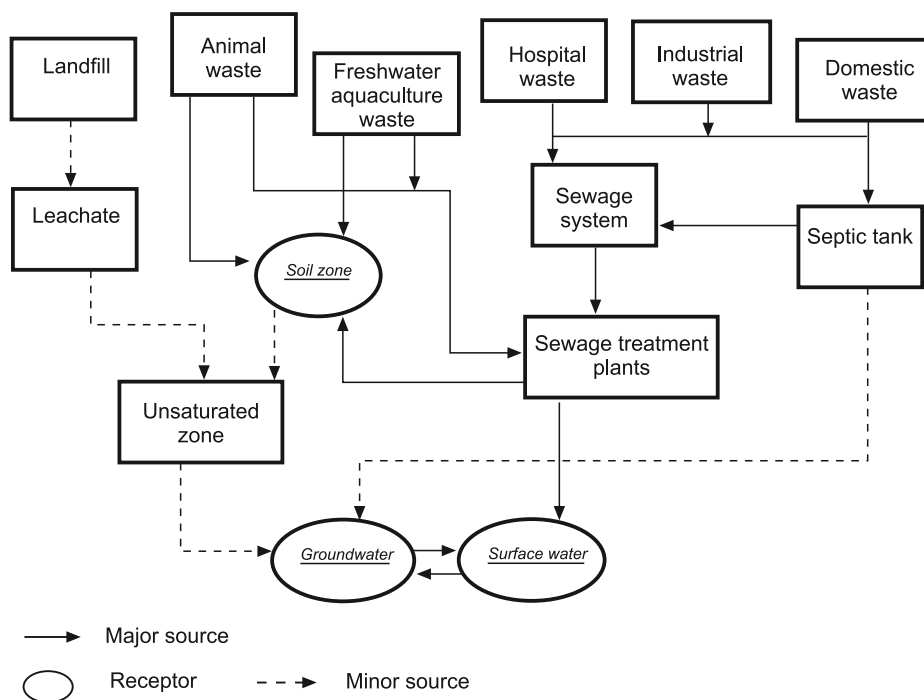 Landfill
Animal
waste
Freshwater
aquaculture
waste
Hospital
waste
Industrial
waste
Domestic
waste
Leachate
Sewage
system
Septic tank
Soil zone
Sewage treatment
plants
Unsaturated
zone
Groundwater
Surface water
Major source
Receptor
Minor source